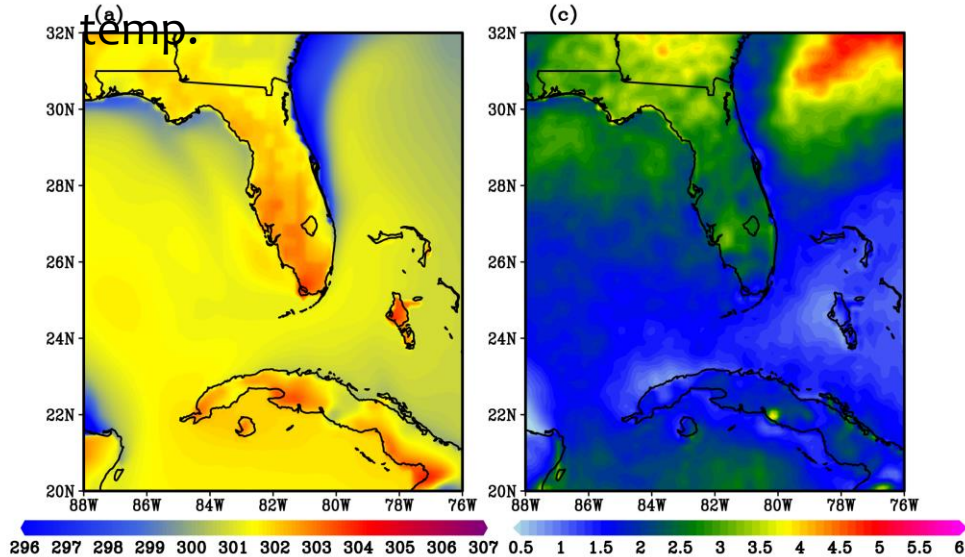 (a)
temp.
(c)
32N
30N
28N
26N
24N
22N
20N
88W 86W 84W 82W 80W 78W 76W
32N
30N
28N
26N
24N
22N
20N
88W 86W 84W 82W 80W 78W 76W
296 297 298 299 300 301 302 303 304 305 306 307
0.5 1 1.5 2 2.5 3 3.5 4 4.5 5 5.5 6